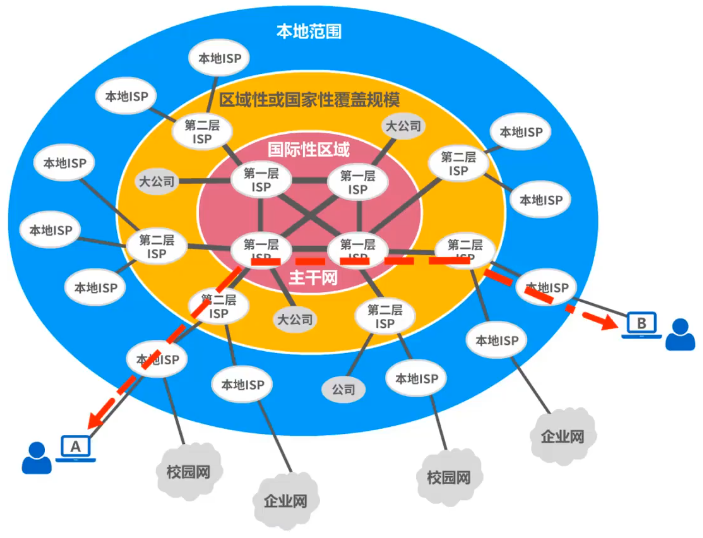 本地范围
本地ISP
本地ISP
区域性或国家性覆盖规模
第二层
ISP
大公司
本地ISP
国际性区域
本地ISP
第二层
ISP
大公司
第一层
ISP
第一层
ISP
本地ISP
本地ISP
第二层
ISP
第一层
ISP
第一层
ISP
第二层
ISP
主干网
本地ISP
本地ISP
第二层
ISP
大公司
第二层
ISP
B
本地ISP
本地ISP
本地ISP
公司
本地ISP
A
企业网
校园网
校园网
企业网